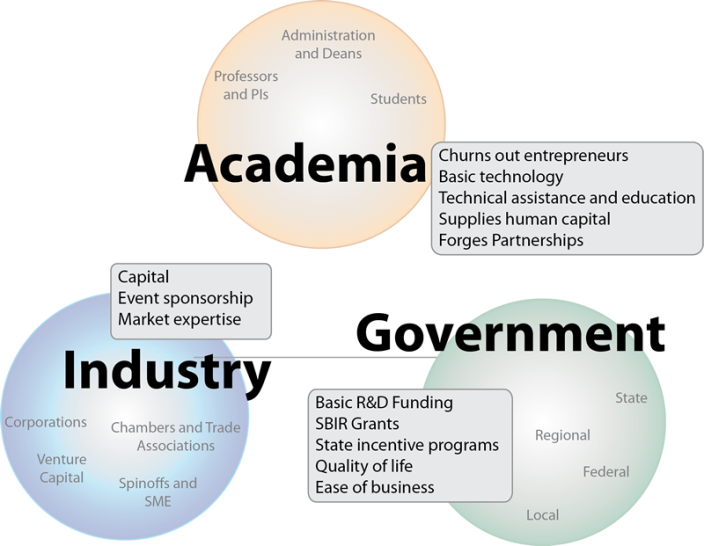 Administration
and Deans
Professors
and PIs
Students
Academia
Churns out entrepreneurs
Basic technology
Technical assistance and education
Supplies human capital
Forges Partnerships
Capital
Event sponsorship
Market expertise
Industry
Corporations
Chambers and Trade
Associations
Venture
Capital
Spinoffs and
SME
Government
Basic R&D Funding
SBIR Grants
State incentive programs
Quality of life
Ease of business
State
Regional
Federal
Local